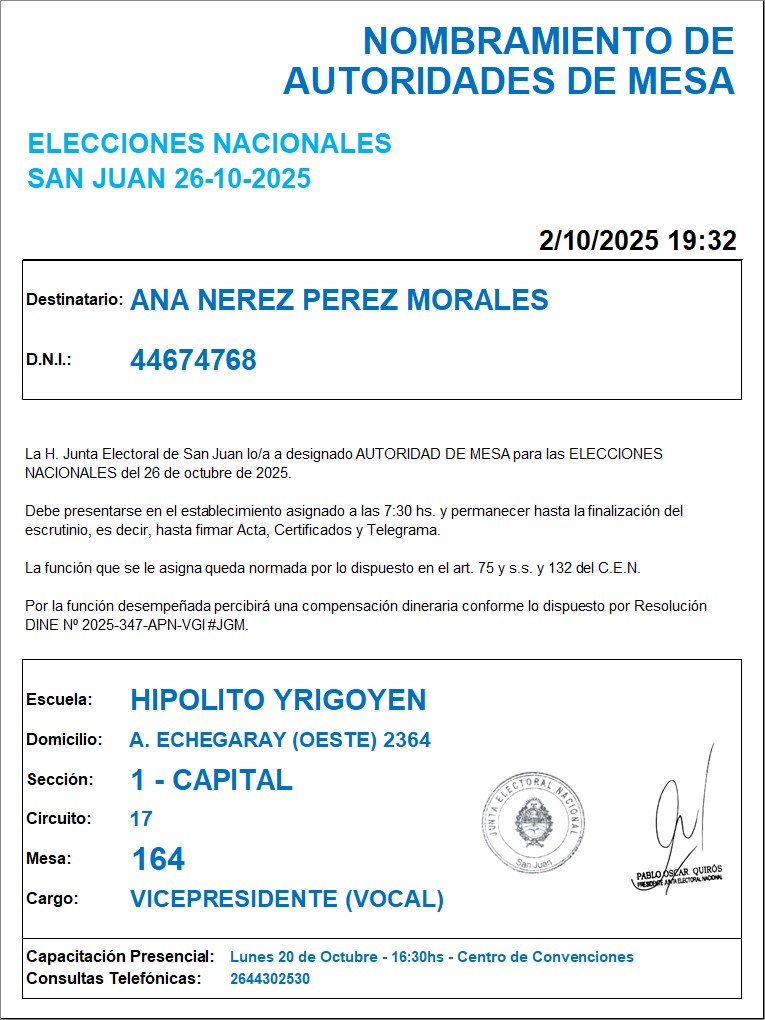 NOMBRAMIENTO DE
AUTORIDADES DE MESA
ELECCIONES NACIONALES
SAN JUAN 26-10-2025
2/10/2025 19:32
Destinatario: ANA NEREZ PEREZ MORALES
D.N.I.: 44674768
La H. Junta Electoral de San Juan lo/a a designado AUTORIDAD DE MESA para las ELECCIONES
NACIONALES del 26 de octubre de 2025.
Debe presentarse en el establecimiento asignado a las 7:30 hs. y permanecer hasta la finalización del
escrutinio, es decir, hasta firmar Acta, Certificados y Telegrama.
La función que se le asigna queda normada por lo dispuesto en el art. 75 y s.s. y 132 del C.E.N.
Por la función desempeñada percibirá una compensación dineraria conforme lo dispuesto por Resolución
DINE Nº 2025-347-APN-VGI#JGM.
Escuela: HIPOLITO YRIGOYEN
Domicilio: A. ECHEGARAY (OESTE) 2364
Sección: 1 - CAPITAL
Circuito: 17
Mesa: 164
Cargo: VICEPRESIDENTE (VOCAL)
JUNTA ELECTORAL NACIONAL
San Juan
PABLO OSCAR QUIRÓS
PRESIDENTE JUNTA ELECTORAL NACIONAL
Capacitación Presencial: Lunes 20 de Octubre - 16:30hs - Centro de Convenciones
Consultas Telefónicas: 2644302530